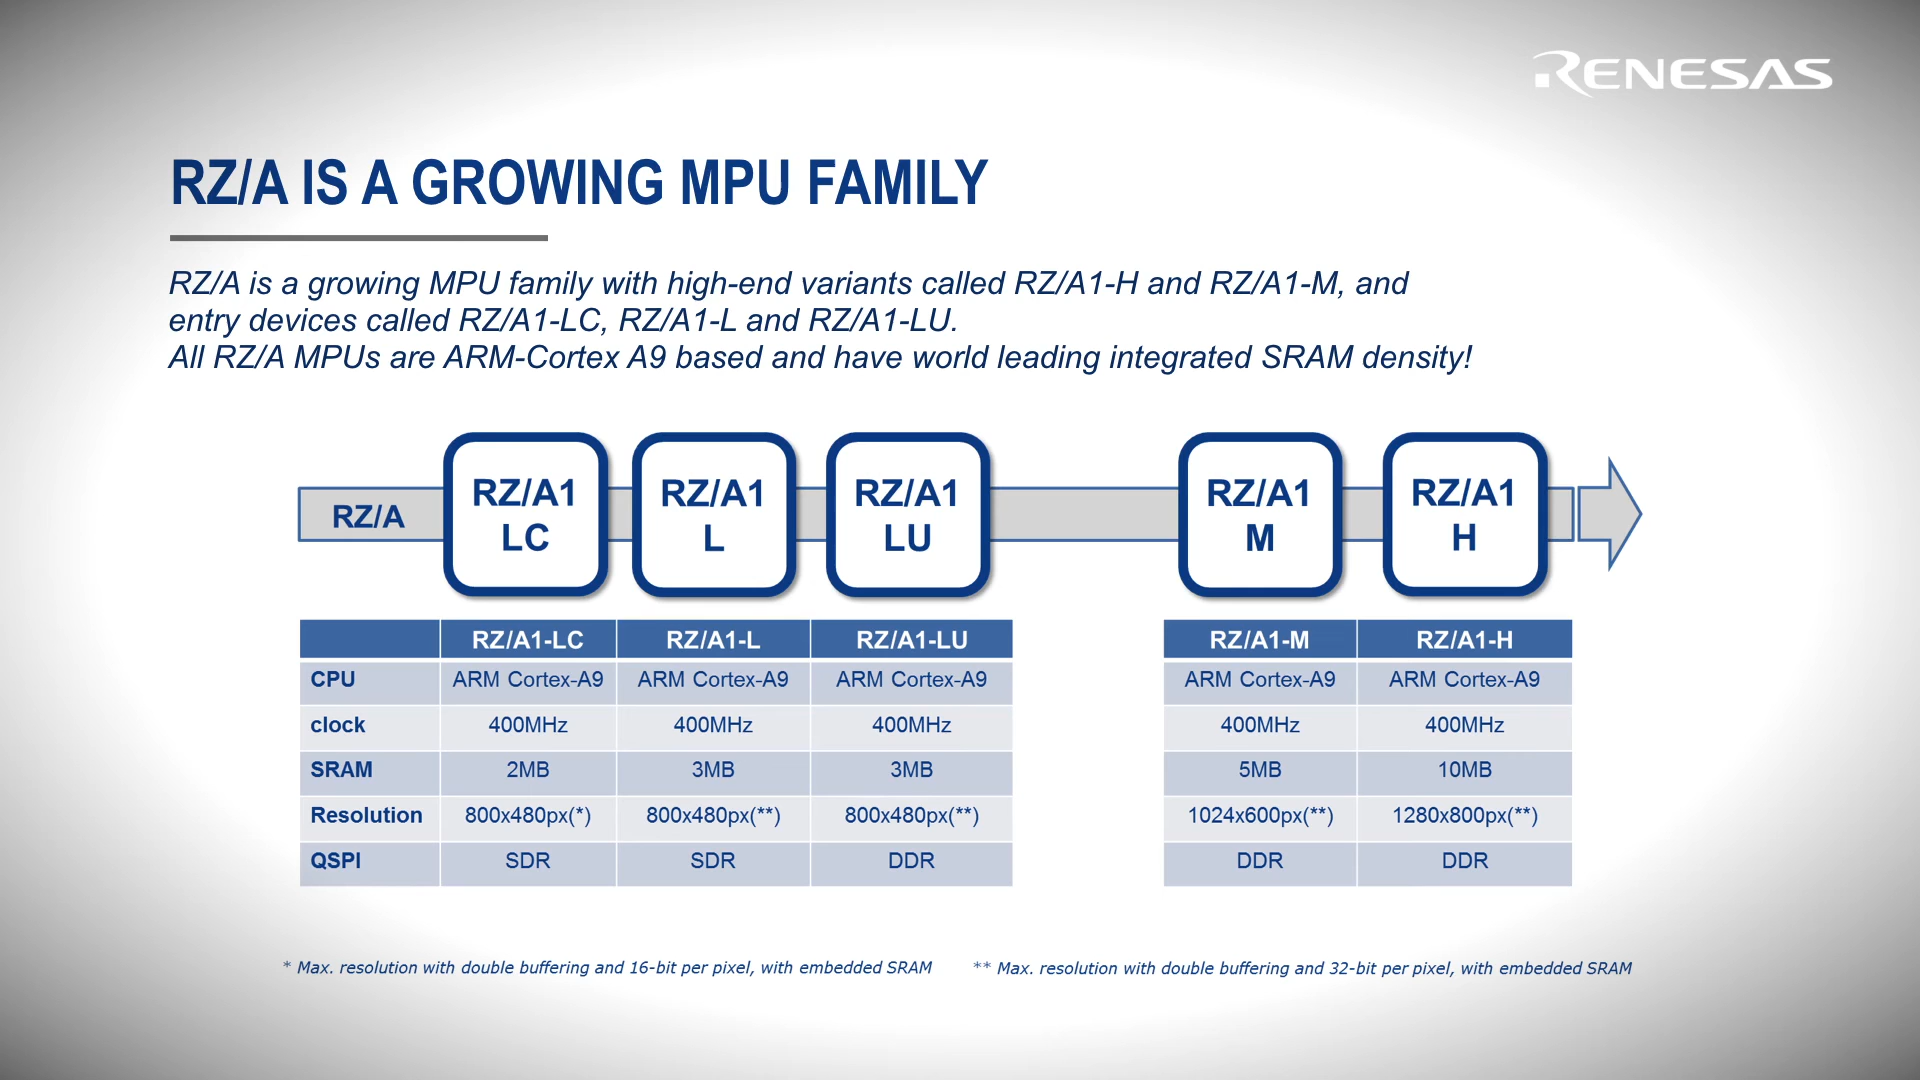 RENESAS
RZ/A IS A GROWING MPU FAMILY
RZ/A is a growing MPU family with high-end variants called RZ/A1-H and RZ/A1-M, and
entry devices called RZ/A1-LC, RZ/A1-L and RZ/A1-LU.
All RZ/A MPUs are ARM-Cortex A9 based and have world leading integrated SRAM density!
RZ/A
RZ/A1
LC
RZ/A1
L
RZ/A1
LU
RZ/A1
M
RZ/A1
H
RZ/A1-LC RZ/A1-L RZ/A1-LU RZ/A1-M RZ/A1-H
CPU ARM Cortex-A9 ARM Cortex-A9 ARM Cortex-A9 ARM Cortex-A9 ARM Cortex-A9
clock 400MHz 400MHz 400MHz 400MHz 400MHz
SRAM 2MB 3MB 3MB 5MB 10MB
Resolution 800x480px(*) 800x480px(**) 800x480px(**) 1024x600px(**) 1280x800px(**)
QSPI SDR SDR DDR DDR DDR
* Max. resolution with double buffering and 16-bit per pixel, with embedded SRAM
** Max. resolution with double buffering and 32-bit per pixel, with embedded SRAM